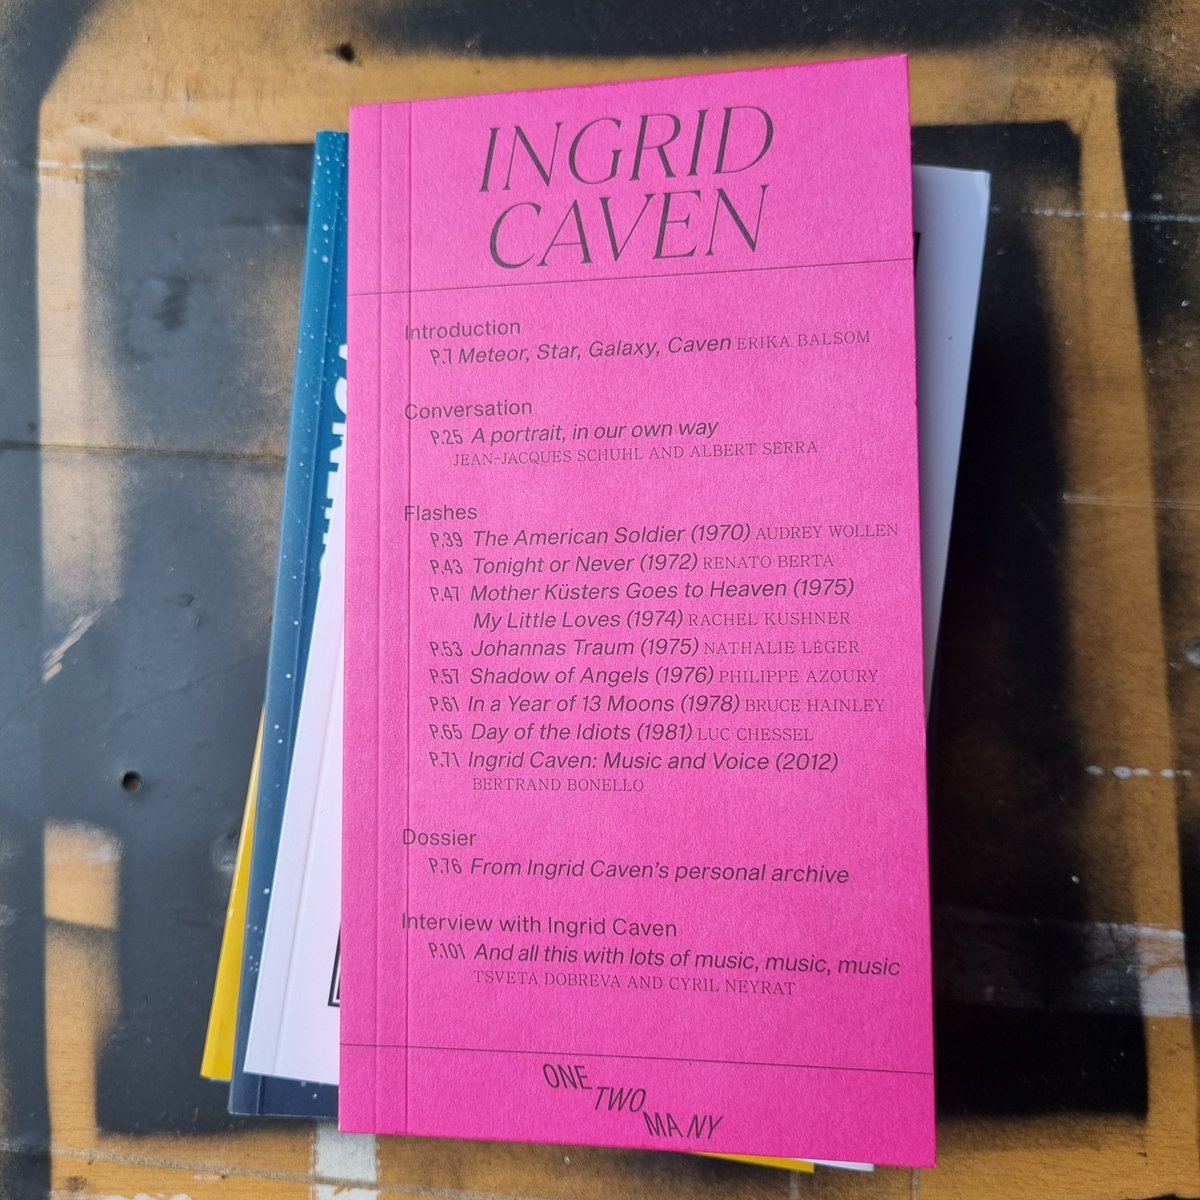 INGRID
CAVEN
Introduction
P.7 Meteor, Star, Galaxy, Caven ERIKA BALSOM
Conversation
P.25 A portrait, in our own way
JEAN-JACQUES SCHUHL AND ALBERT SERRA
Flashes
P.39 The American Soldier (1970) AUDREY WOLLEN
P.43 Tonight or Never (1972) RENATO BERTA
P.47 Mother Küsters Goes to Heaven (1975)
My Little Loves (1974) RACHEL KUSHNER
P.53 Johannas Traum (1975) NATHALIE LÉGER
P.57 Shadow of Angels (1976) PHILIPPE AZOURY
P.61 In a Year of 13 Moons (1978) BRUCE HAINLEY
P.65 Day of the Idiots (1981) LUC CHESSEL
P.71 Ingrid Caven: Music and Voice (2012)
BERTRAND BONELLO
Dossier
P.76 From Ingrid Caven's personal archive
Interview with Ingrid Caven
P.101 And all this with lots of music, music, music
TSVETA DOBREVA AND CYRIL NEYRAT
ONE
TWO
MANY